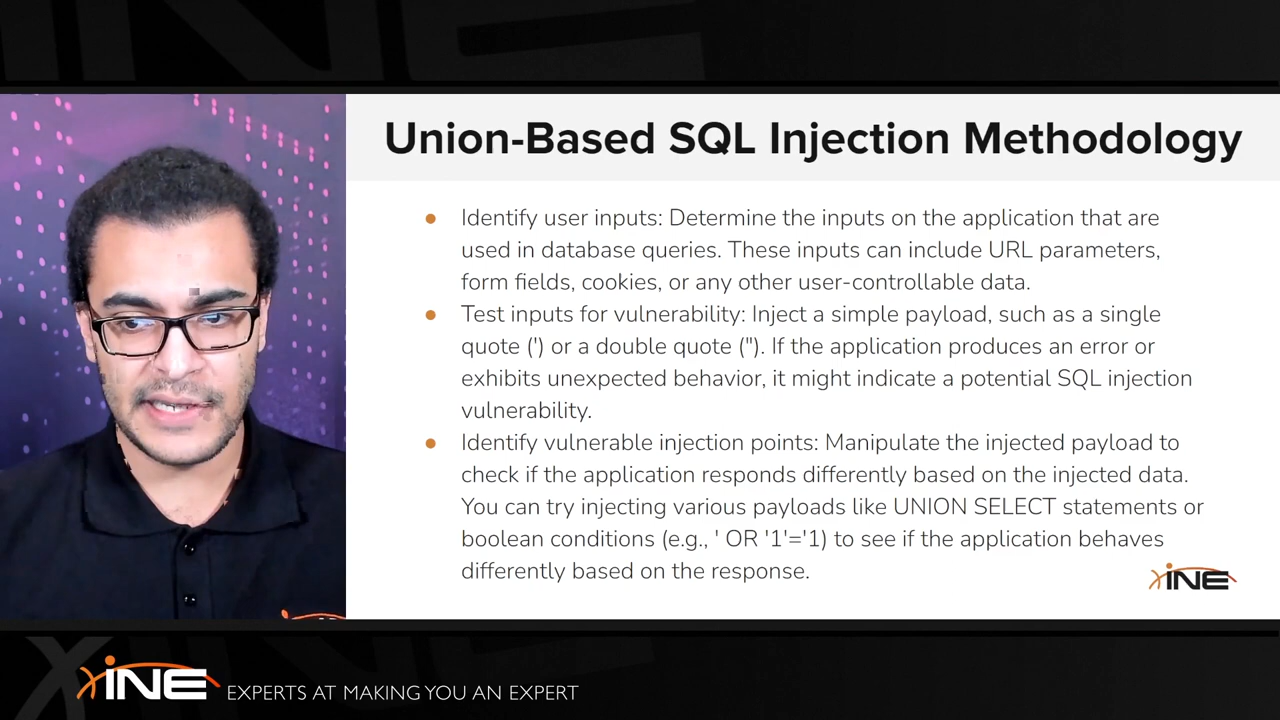 Union-Based SQL Injection Methodology
● Identify user inputs: Determine the inputs on the application that are
used in database queries. These inputs can include URL parameters,
form fields, cookies, or any other user-controllable data.
● Test inputs for vulnerability: Inject a simple payload, such as a single
quote (') or a double quote ("). If the application produces an error or
exhibits unexpected behavior, it might indicate a potential SQL injection
vulnerability.
● Identify vulnerable injection points: Manipulate the injected payload to
check if the application responds differently based on the injected data.
You can try injecting various payloads like UNION SELECT statements or
boolean conditions (e.g., ' OR '1'='1) to see if the application behaves
differently based on the response.
INE
INE EXPERTS AT MAKING YOU AN EXPERT